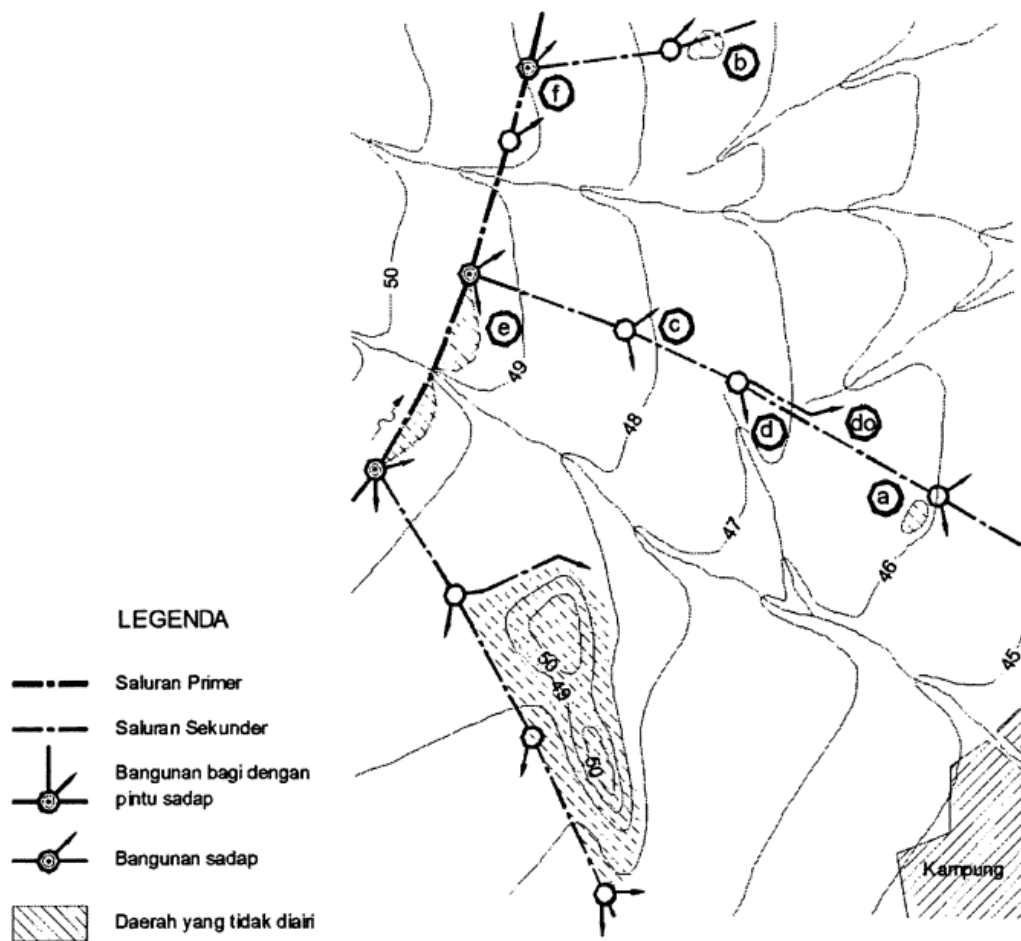 b
f
50
e
c
49
48
d
do
a
47
46
45
50
49
50
Kampung
LEGENDA
Saluran Primer
Saluran Sekunder
Bangunan bagi dengan
pintu sadap
Bangunan sadap
Daerah yang tidak diairi